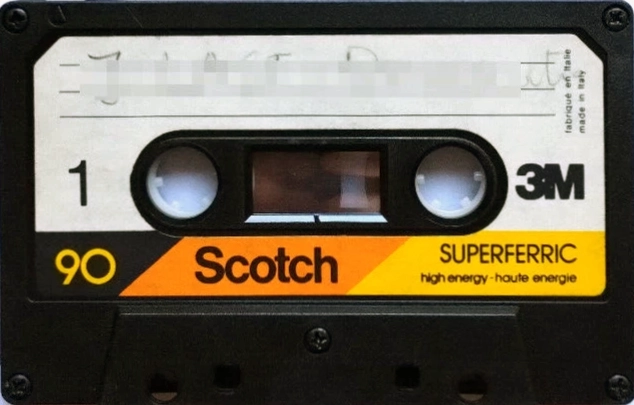 fabriqué en Italie
made in Italy
1
3M
90
Scotch
SUPERFERRIC
high energy-haute energie